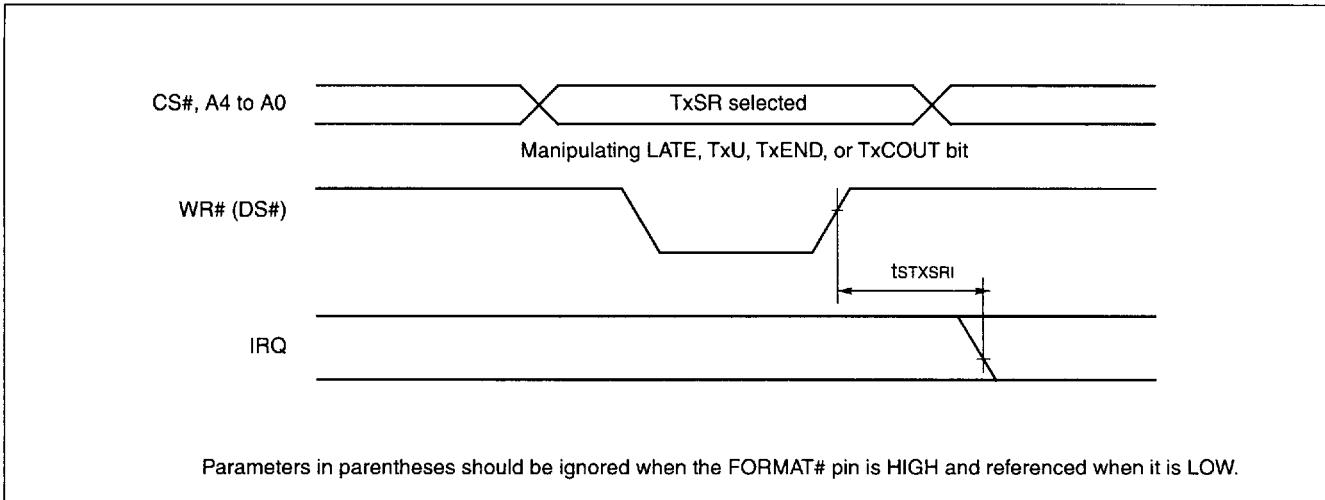 CS#, A4 to A0
TxSR selected
Manipulating LATE, TxU, TxEND, or TxCOUT bit
WR# (DS#)
tSTXSRI
IRQ
Parameters in parentheses should be ignored when the FORMAT# pin is HIGH and referenced when it is LOW.